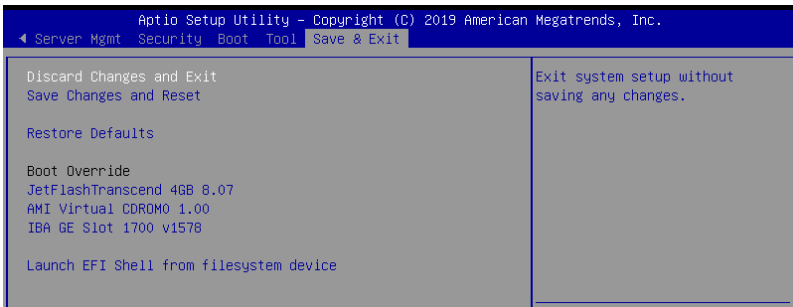 Aptio Setup Utility – Copyright (C) 2019 American Megatrends, Inc.
Server Mgmt Security Boot Tool Save & Exit
Discard Changes and Exit
Save Changes and Reset
Restore Defaults
Boot Override
JetFlashTranscend 4GB 8.07
AMI Virtual CDROM0 1.00
IBA GE Slot 1700 v1578
Launch EFI Shell from filesystem device
Exit system setup without
saving any changes.